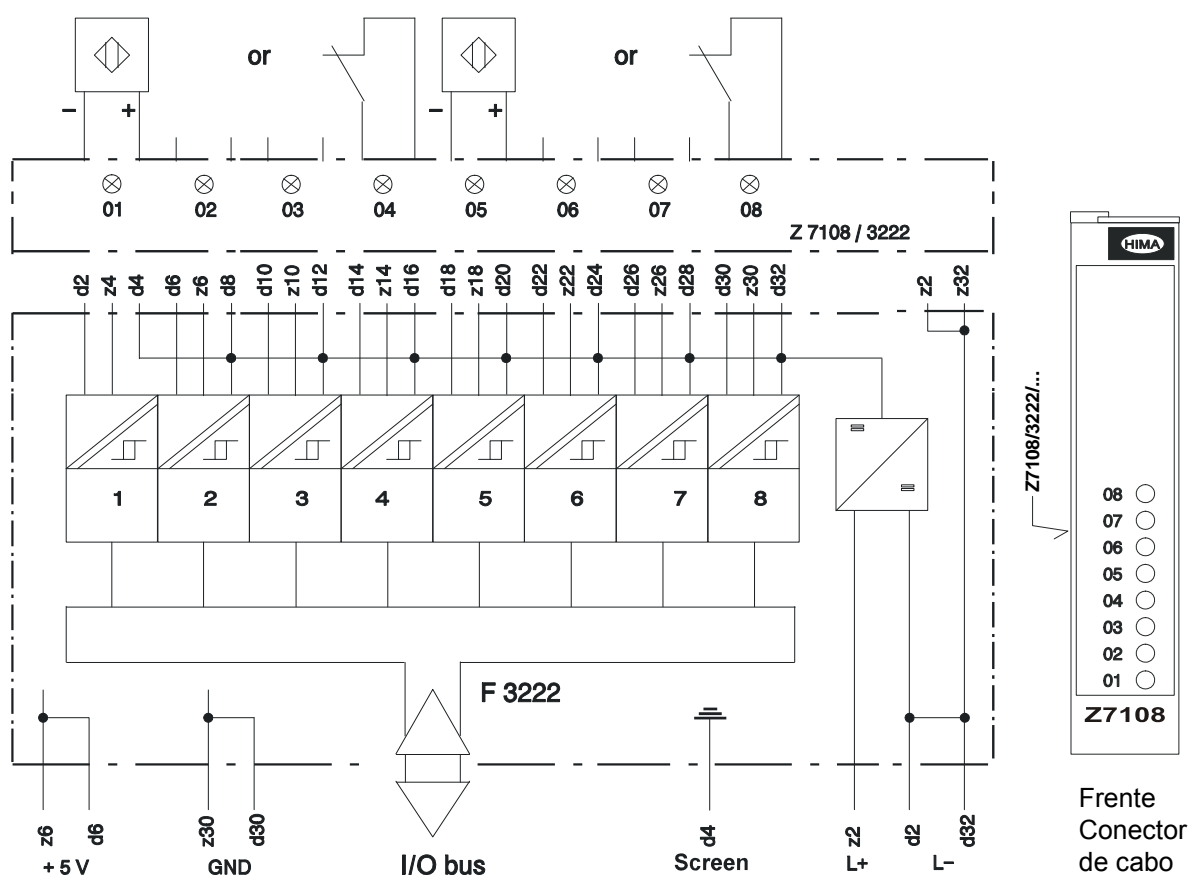 or or
− + − +
01 02 03 04 05 06 07 08
Z 7108 / 3222
d2 z4 d4 d6 z6 d8 d10 z10 d12 d14 z14 d16 d18 z18 d20 d22 z22 d24 d26 z26 d28 d30 z30 d32 z2 z32
1 2 3 4 5 6 7 8
F 3222
z6 d6 z30 d30 d4 z2 d2 d32
+ 5 V GND I/O bus Screen L+ L−
HIMA
Z7108/3222/...
08
07
06
05
04
03
02
01
Z7108
Frente
Conector
de cabo